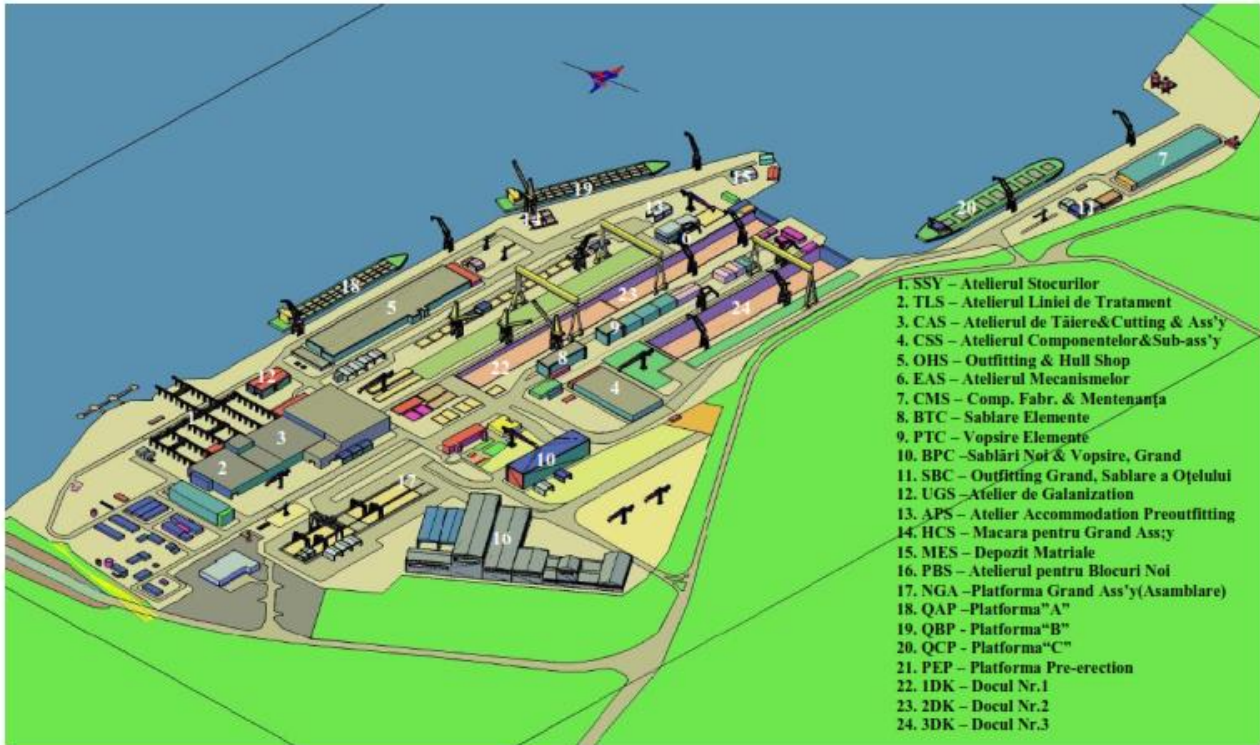 19
15
7
13
14
20
11
6
18
5
23
24
9
12
8
22
4
1
3
2
10
17
16
1. SSY – Atelierul Stocurilor
2. TLS – Atelierul Liniei de Tratament
3. CAS – Atelierul de Tăiere&Cutting & Ass'y
4. CSS – Atelierul Componentelor&Sub-ass'y
5. OHS – Outfitting & Hull Shop
6. EAS – Atelierul Mecanismelor
7. CMS – Comp. Fabr. & Mentenanța
8. BTC – Sablare Elemente
9. PTC – Vopsire Elemente
10. BPC –Sablări Noi & Vopsire, Grand
11. SBC – Outfitting Grand, Sablare a Oțelului
12. UGS –Atelier de Galanization
13. APS – Atelier Accommodation Preoutfitting
14. HCS – Macara pentru Grand Ass;y
15. MES – Depozit Matriale
16. PBS – Atelierul pentru Blocuri Noi
17. NGA –Platforma Grand Ass'y(Asamblare)
18. QAP –Platforma”A”
19. QBP - Platforma“B”
20. QCP - Platforma“C”
21. PEP – Platforma Pre-erection
22. 1DK – Docul Nr.1
23. 2DK – Docul Nr.2
24. 3DK – Docul Nr.3